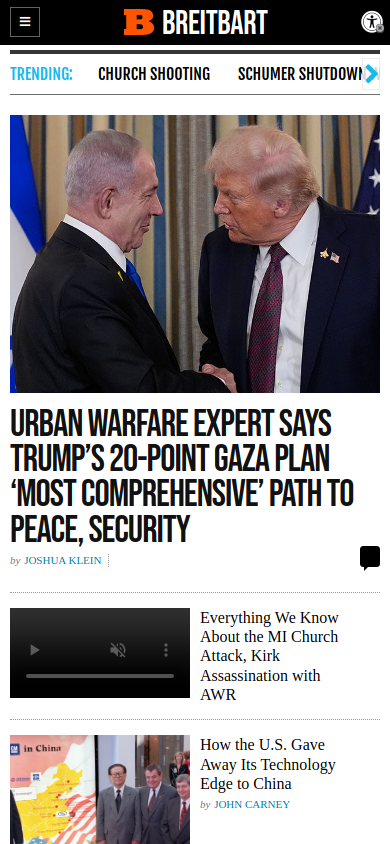 B BREITBART
TRENDING:
CHURCH SHOOTING
SCHUMER SHUTDOWN
URBAN WARFARE EXPERT SAYS
TRUMP'S 20-POINT GAZA PLAN
‘MOST COMPREHENSIVE’ PATH TO
PEACE, SECURITY
by JOSHUA KLEIN
Everything We Know
About the MI Church
Attack, Kirk
Assassination with
AWR
GM in China
How the U.S. Gave
Away Its Technology
Edge to China
by JOHN CARNEY